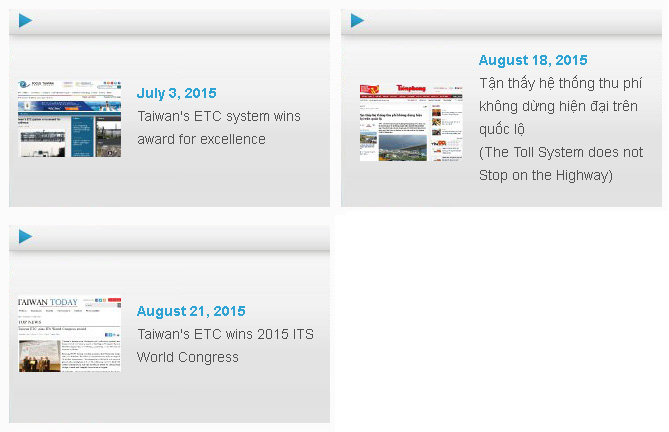 July 3, 2015
Taiwan's ETC system wins
award for excellence
August 18, 2015
Tận thấy hệ thống thu phí
không dừng hiện đại trên
quốc lộ
(The Toll System does not
Stop on the Highway)
TAIWAN TODAY
August 21, 2015
Taiwan's ETC wins 2015 ITS
World Congress